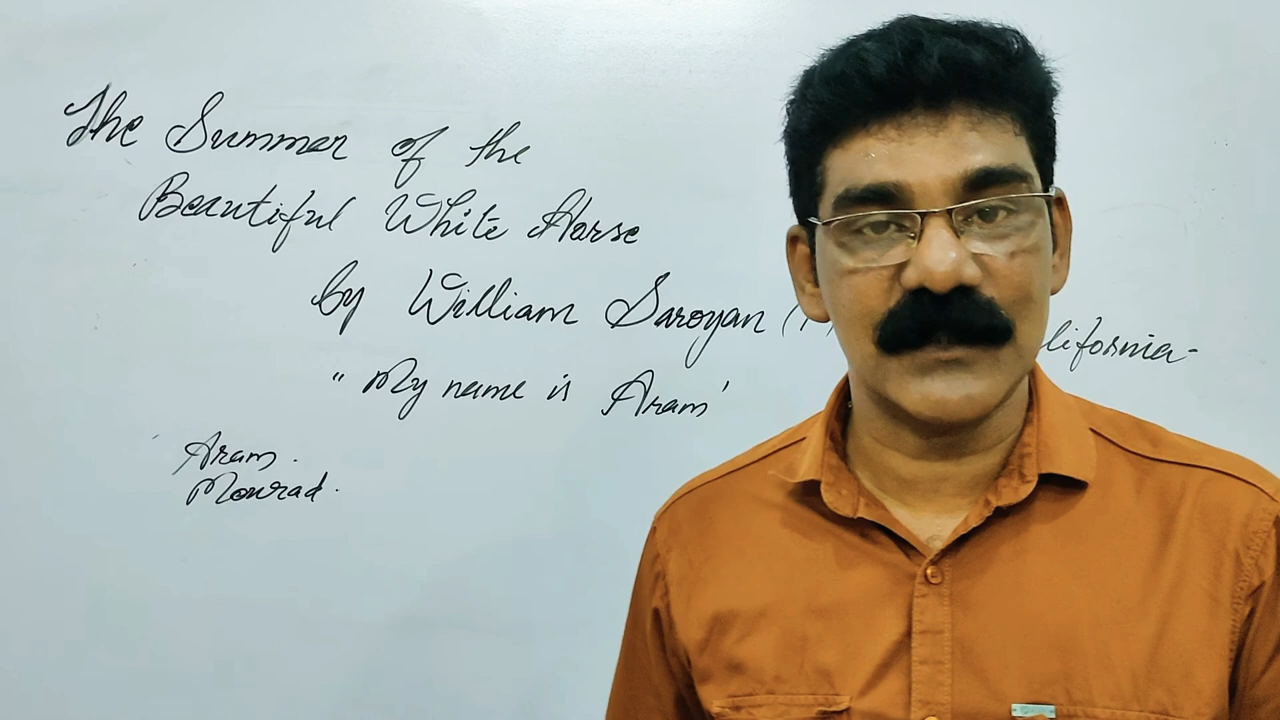 The Summer of the
Beautiful White Horse
by William Saroyan ( lifornia-
" My name is Aram'
Aram.
Mourad.